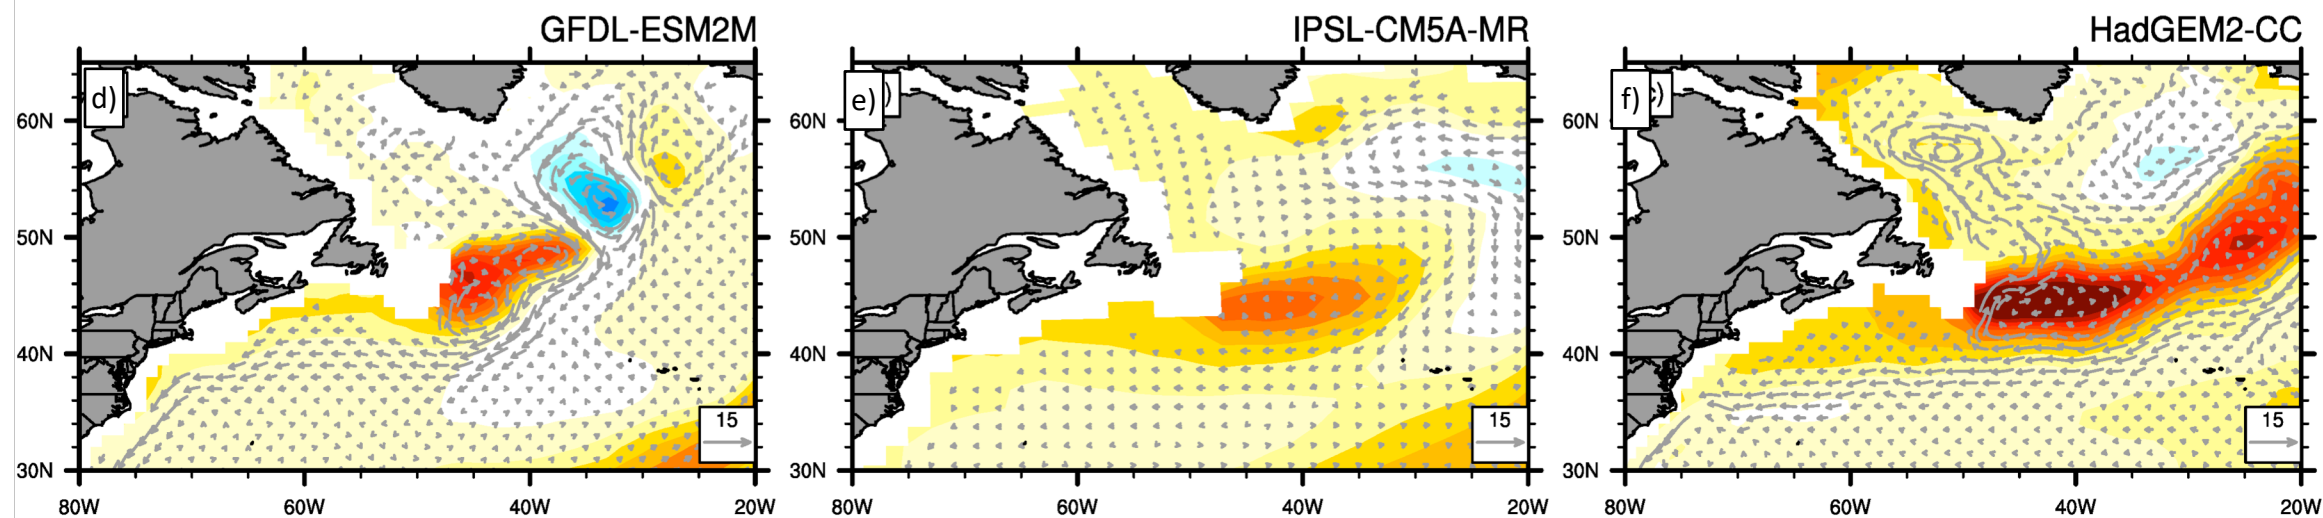 GFDL-ESM2M IPSL-CM5A-MR HadGEM2-CC
d) e) ) f) )
60N 60N 60N
50N 50N 50N
40N 40N 40N
15 15 15
30N 30N 30N
80W 60W 40W 20W 80W 60W 40W 20W 80W 60W 40W 20W